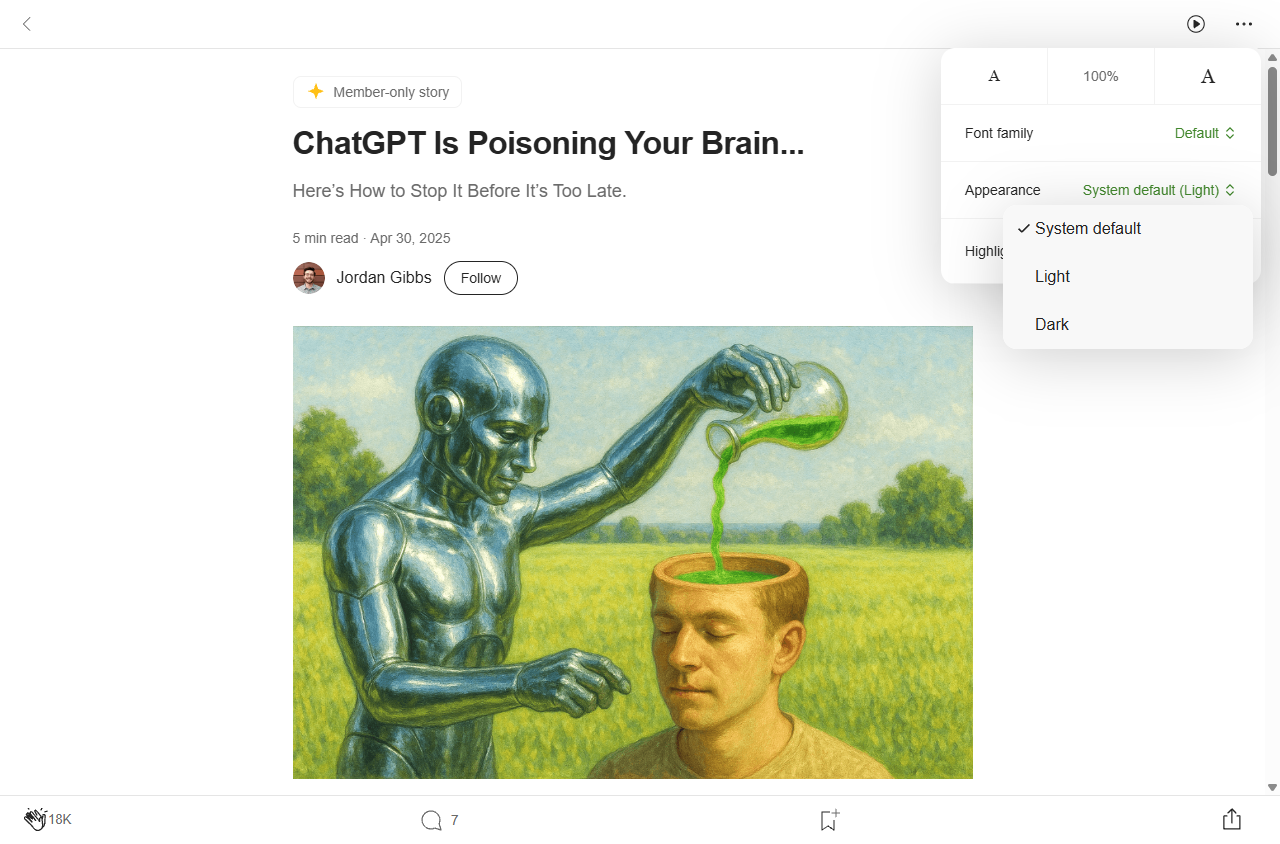 Member-only story
ChatGPT Is Poisoning Your Brain...
Here’s How to Stop It Before It’s Too Late.
5 min read · Apr 30, 2025
Jordan Gibbs
Follow
A 100% A
Font family Default
Appearance System default (Light)
System default
Light
Dark
18K
7